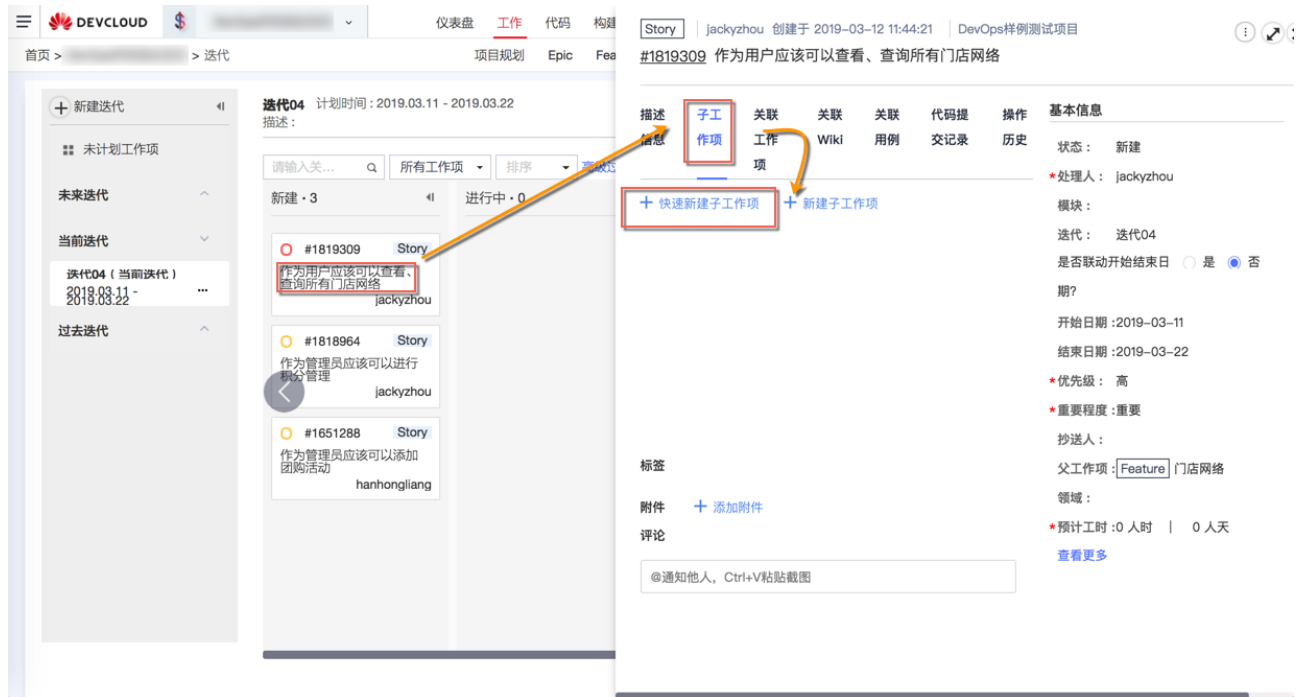 DEVCLOUD
$
仪表盘 工作 代码
首页 > > 迭代
项目规划 Epic
新建迭代
未计划工作项
未来迭代
当前迭代
迭代04 ( 当前迭代 )
2019.03.11 -
2019.03.22
...
过去迭代
迭代04 计划时间 : 2019.03.11 - 2019.03.22
描述 :
请输入关... 所有工作项 排序
新建 · 3
进行中 · 0
#1819309 Story
作为用户应该可以查看、
查询所有门店网络
jackyzhou
#1818964 Story
作为管理员应该可以进行
积分管理
jackyzhou
#1651288 Story
作为管理员应该可以添加
团购活动
hanhongliang
Story jackyzhou 创建于 2019-03-12 11:44:21 DevOps样例测试项目
#1819309 作为用户应该可以查看、查询所有门店网络
描述信息 子工作项 关联工作项 关联Wiki 关联用例 代码提交记录 操作历史
+ 快速新建子工作项 + 新建子工作项
标签
附件 + 添加附件
评论
@通知他人，Ctrl+V粘贴截图
基本信息
状态： 新建
*处理人： jackyzhou
模块：
迭代： 迭代04
是否联动开始结束日 是 否
期?
开始日期 :2019-03-11
结束日期 :2019-03-22
*优先级： 高
*重要程度 :重要
抄送人：
父工作项 : Feature 门店网络
领域：
*预计工时 :0 人时 | 0 人天
查看更多